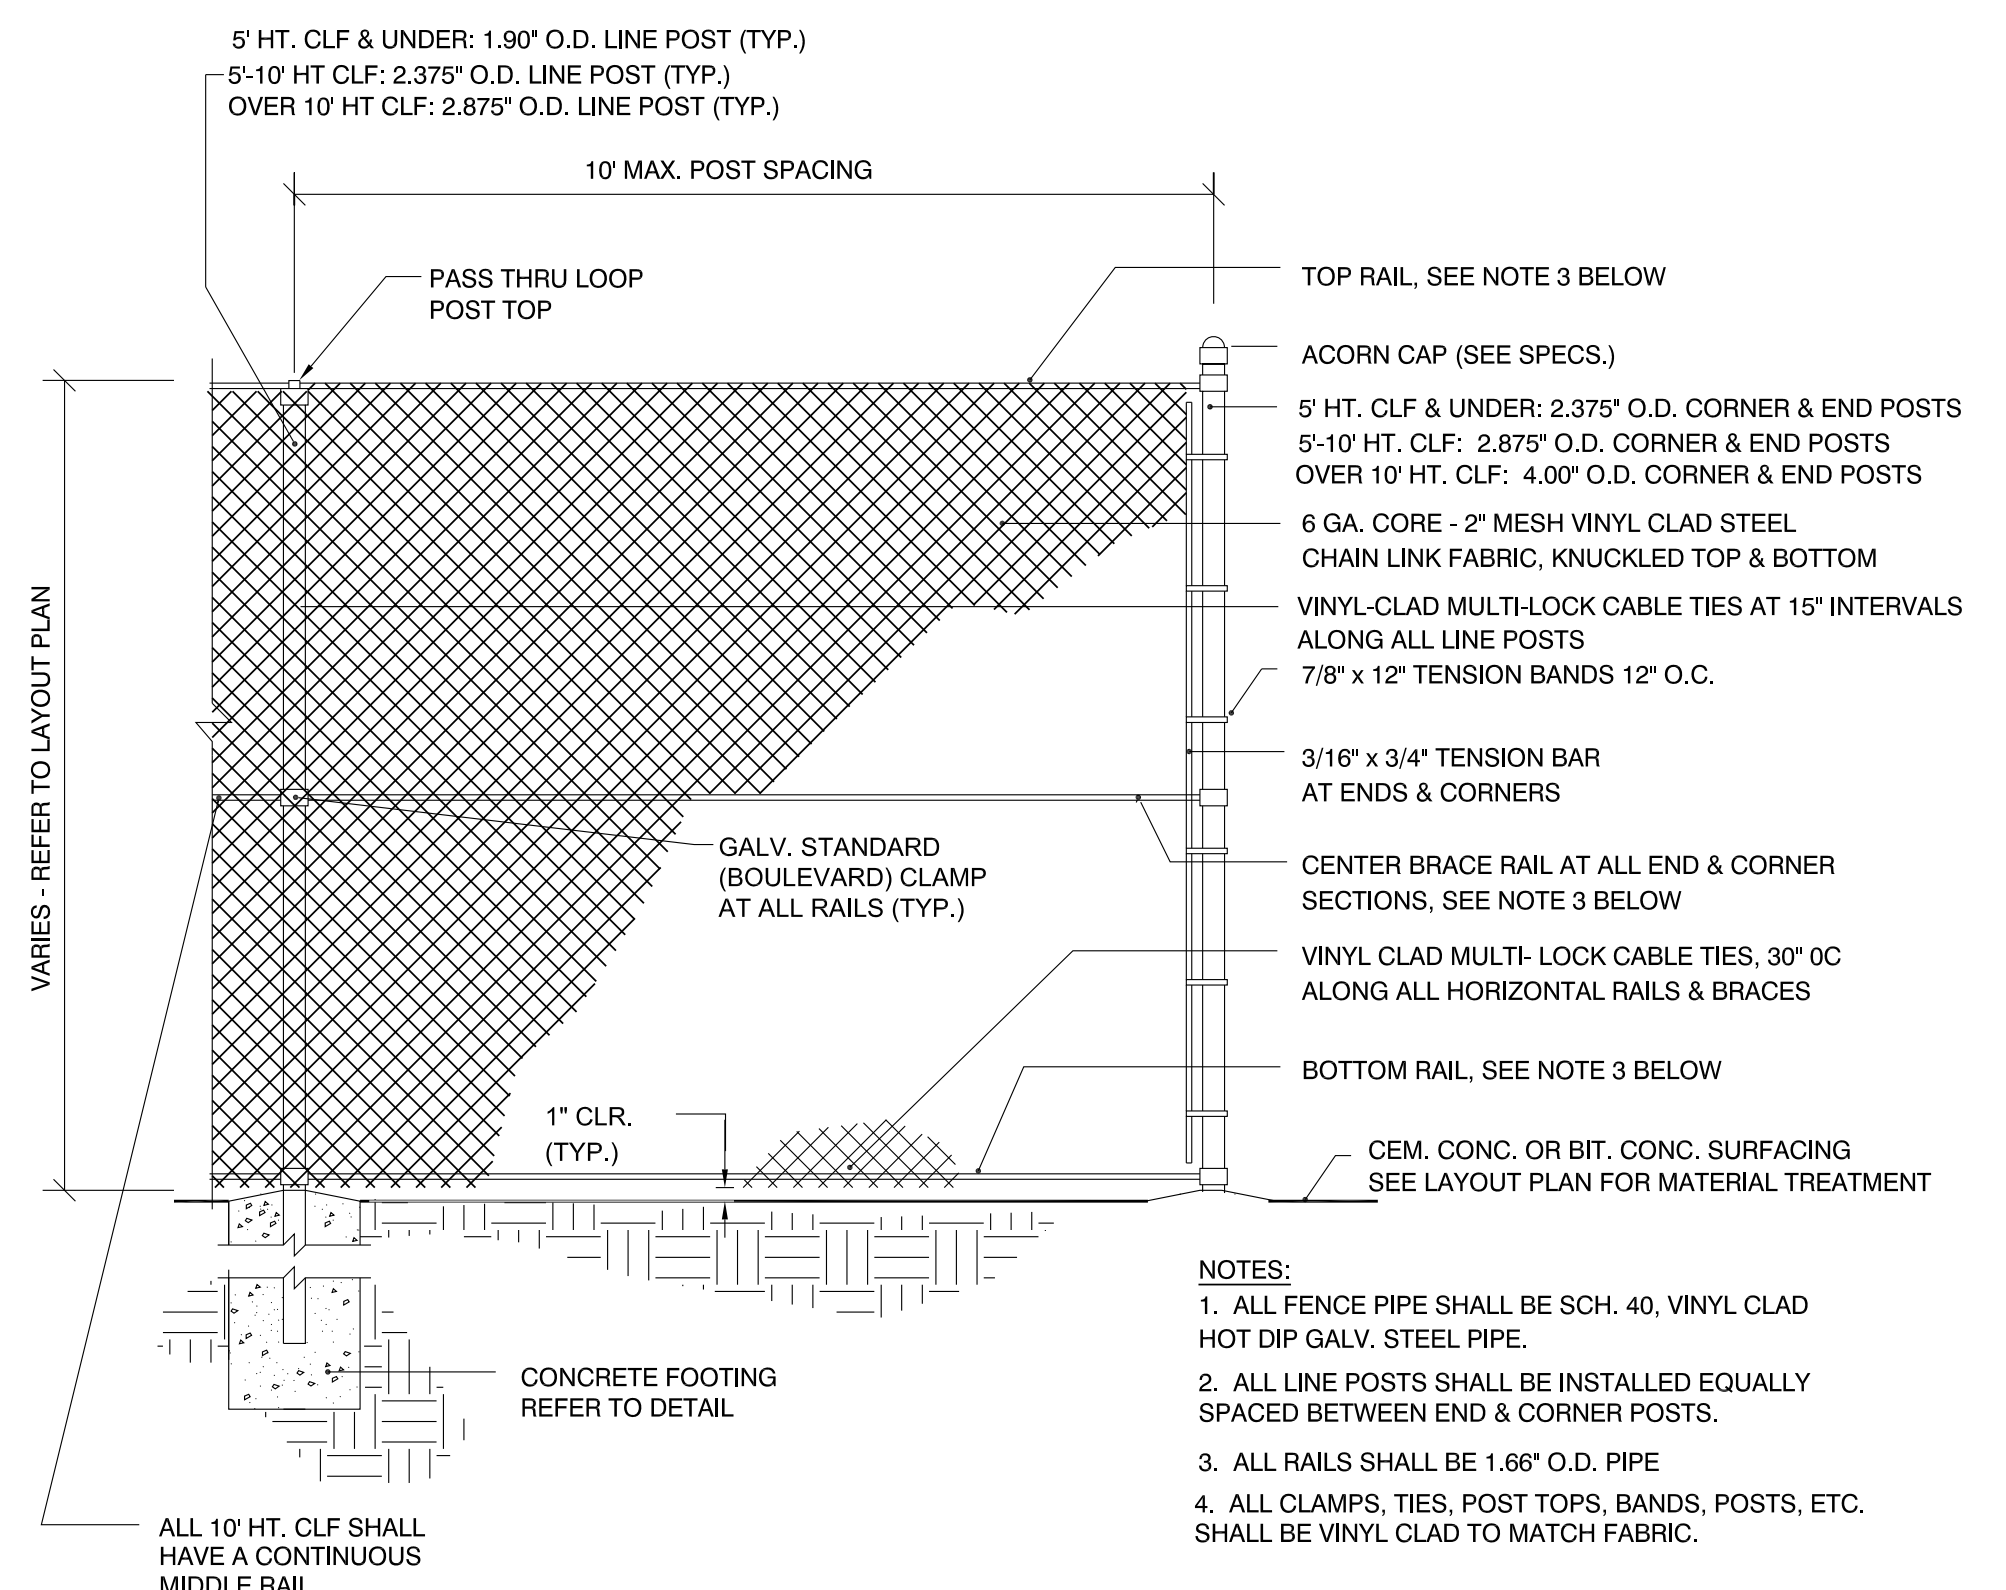 5' HT. CLF & UNDER: 1.90" O.D. LINE POST (TYP.)
5'-10' HT CLF: 2.375" O.D. LINE POST (TYP.)
OVER 10' HT CLF: 2.875" O.D. LINE POST (TYP.)
10' MAX. POST SPACING
PASS THRU LOOP
POST TOP
TOP RAIL, SEE NOTE 3 BELOW
ACORN CAP (SEE SPECS.)
5' HT. CLF & UNDER: 2.375" O.D. CORNER & END POSTS
5'-10' HT. CLF: 2.875" O.D. CORNER & END POSTS
OVER 10' HT. CLF: 4.00" O.D. CORNER & END POSTS
6 GA. CORE - 2" MESH VINYL CLAD STEEL
CHAIN LINK FABRIC, KNUCKLED TOP & BOTTOM
VINYL-CLAD MULTI-LOCK CABLE TIES AT 15" INTERVALS
ALONG ALL LINE POSTS
7/8" x 12" TENSION BANDS 12" O.C.
3/16" x 3/4" TENSION BAR
AT ENDS & CORNERS
VARIES - REFER TO LAYOUT PLAN
GALV. STANDARD
(BOULEVARD) CLAMP
AT ALL RAILS (TYP.)
CENTER BRACE RAIL AT ALL END & CORNER
SECTIONS, SEE NOTE 3 BELOW
VINYL CLAD MULTI- LOCK CABLE TIES, 30" 0C
ALONG ALL HORIZONTAL RAILS & BRACES
BOTTOM RAIL, SEE NOTE 3 BELOW
1" CLR.
(TYP.)
CEM. CONC. OR BIT. CONC. SURFACING
SEE LAYOUT PLAN FOR MATERIAL TREATMENT
CONCRETE FOOTING
REFER TO DETAIL
NOTES:
1. ALL FENCE PIPE SHALL BE SCH. 40, VINYL CLAD
HOT DIP GALV. STEEL PIPE.
2. ALL LINE POSTS SHALL BE INSTALLED EQUALLY
SPACED BETWEEN END & CORNER POSTS.
3. ALL RAILS SHALL BE 1.66" O.D. PIPE
4. ALL CLAMPS, TIES, POST TOPS, BANDS, POSTS, ETC.
SHALL BE VINYL CLAD TO MATCH FABRIC.
ALL 10' HT. CLF SHALL
HAVE A CONTINUOUS
MIDDLE RAIL